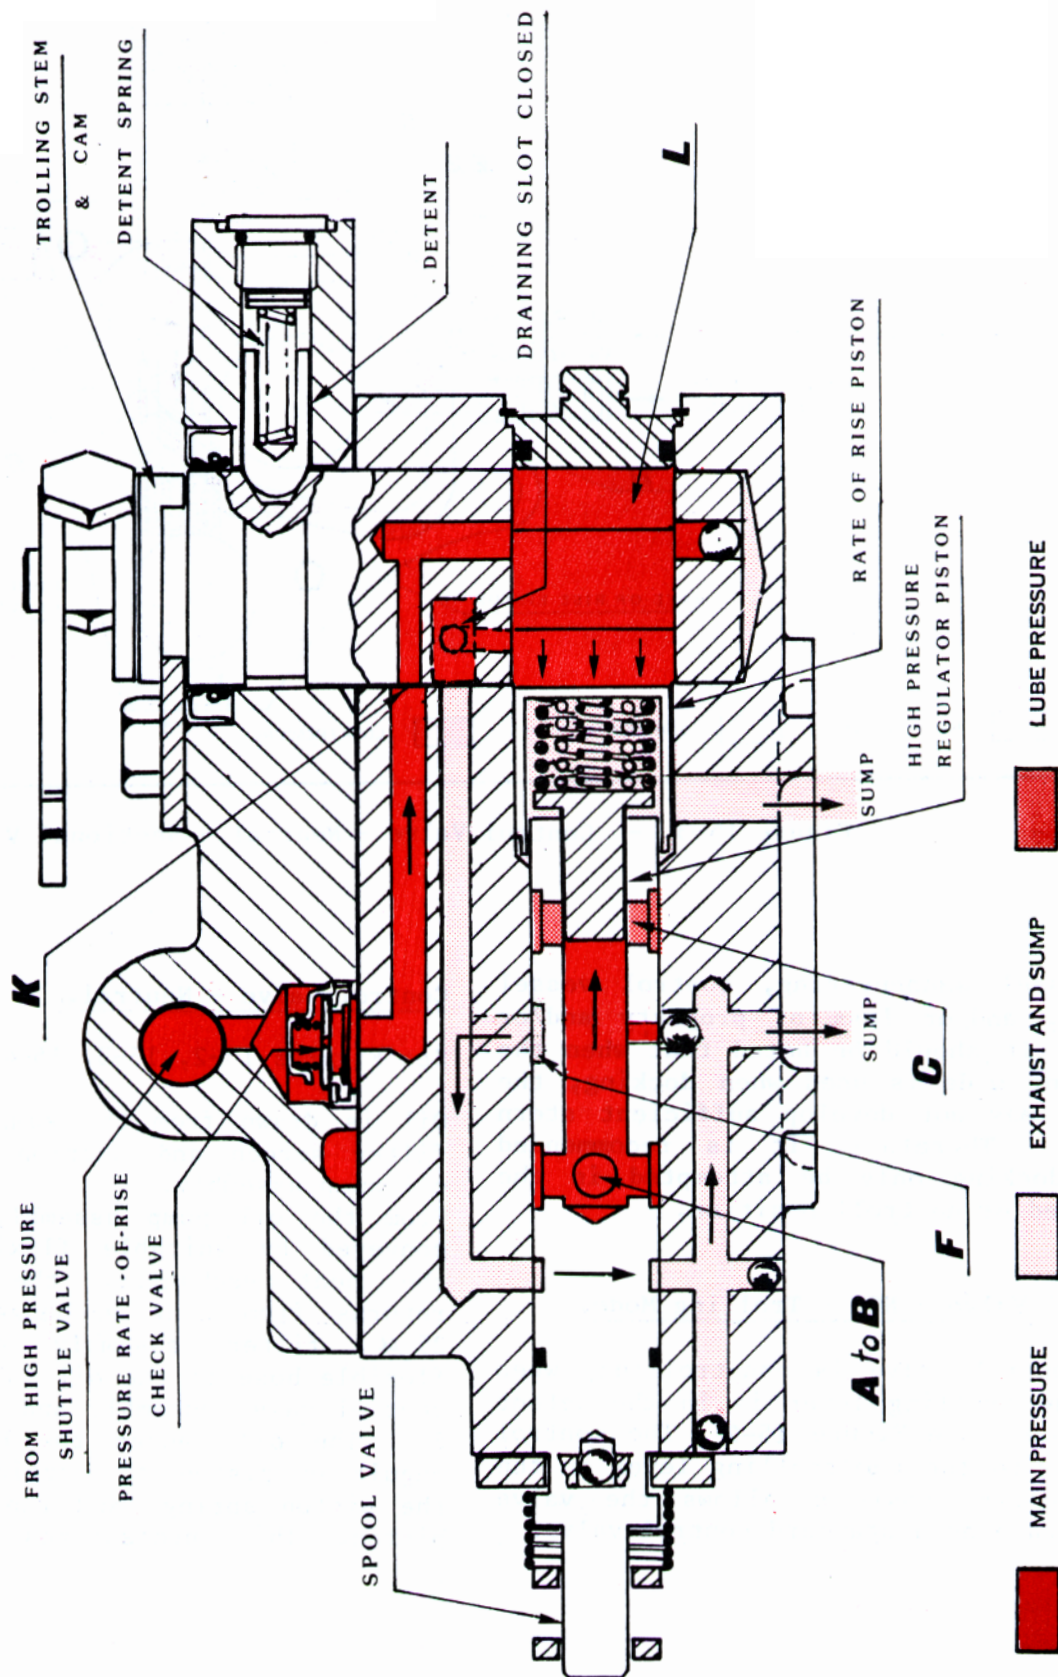 TROLLING STEM
& CAM
DETENT SPRING
DETENT
DRAINING SLOT CLOSED
L
RATE OF RISE PISTON
HIGH PRESSURE
REGULATOR PISTON
K
SUMP
SUMP
C
F
A to B
FROM HIGH PRESSURE
SHUTTLE VALVE
PRESSURE RATE-OF-RISE
CHECK VALVE
SPOOL VALVE
MAIN PRESSURE
EXHAUST AND SUMP
LUBE PRESSURE